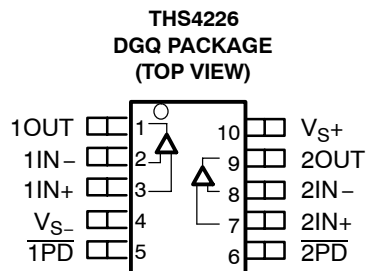 THS4226
DGQ PACKAGE
(TOP VIEW)
1OUT 1 10 VS+
1IN− 2 9 2OUT
1IN+ 3 8 2IN−
VS− 4 7 2IN+
1PD 5 6 2PD